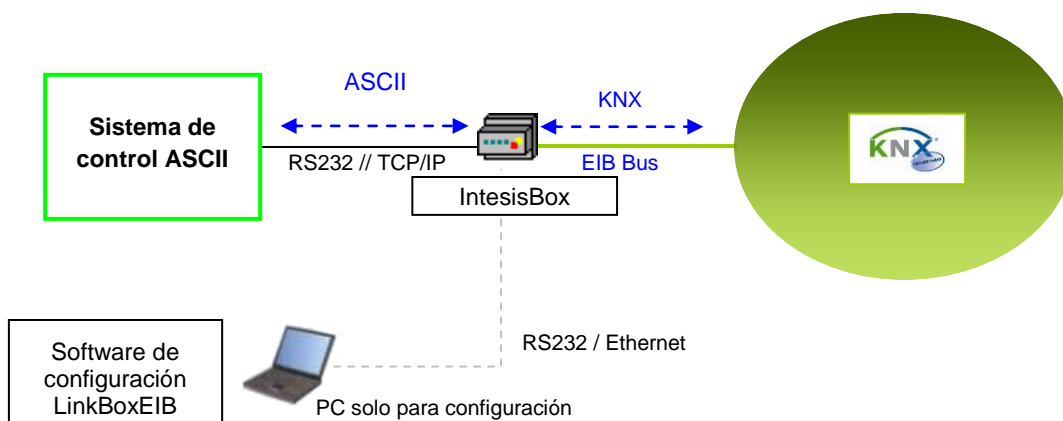 ASCII
KNX
Sistema de
control ASCII
RS232 // TCP/IP
EIB Bus
KNX
IntesisBox
RS232 / Ethernet
Software de
configuración
LinkBoxEIB
PC solo para configuración